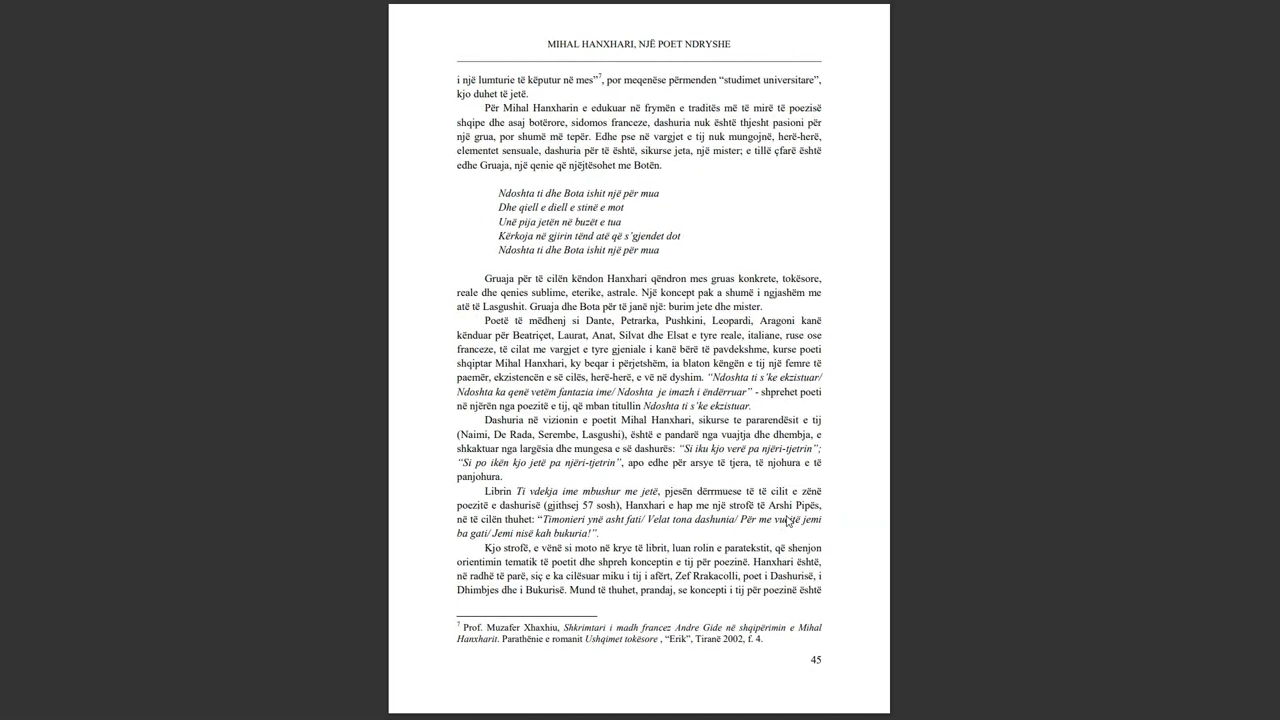 MIHAL HANXHARI, NJË POET NDRYSHE
i një lumturie të këputur në mes”7, por meqenëse përmenden “studimet universitare”,
kjo duhet të jetë.
Për Mihal Hanxharin e edukuar në frymën e traditës më të mirë të poezisë
shqipe dhe asaj botërore, sidomos franceze, dashuria nuk është thjesht pasioni për
një grua, por shumë më tepër. Edhe pse në vargjet e tij nuk mungojnë, herë-herë,
elementet sensuale, dashuria për të është, sikurse jeta, një mister; e tillë çfarë është
edhe Gruaja, një qenie që njëjtësohet me Botën.
Ndoshta ti dhe Bota ishit një për mua
Dhe qiell e diell e stinë e mot
Unë pija jetën në buzët e tua
Kërkoja në gjirin tënd atë që s’gjendet dot
Ndoshta ti dhe Bota ishit një për mua
Gruaja për të cilën këndon Hanxhari qëndron mes gruas konkrete, tokësore,
reale dhe qenies sublime, eterike, astrale. Një koncept pak a shumë i ngjashëm me
atë të Lasgushit. Gruaja dhe Bota për të janë një: burim jete dhe mister.
Poetë të mëdhenj si Dante, Petrarka, Pushkini, Leopardi, Aragoni kanë
kënduar për Beatriçet, Laurat, Anat, Silvat dhe Elsat e tyre reale, italiane, ruse ose
franceze, të cilat me vargjet e tyre gjeniale i kanë bërë të pavdekshme, kurse poeti
shqiptar Mihal Hanxhari, ky beqar i përjetshëm, ia blaton këngën e tij një femre të
paemër, ekzistencën e së cilës, herë-herë, e vë në dyshim. “Ndoshta ti s’ke ekzistuar/
Ndoshta ka qenë vetëm fantazia ime/ Ndoshta je imazh i ëndërruar” - shprehet poeti
në njërën nga poezitë e tij, që mban titullin Ndoshta ti s’ke ekzistuar.
Dashuria në vizionin e poetit Mihal Hanxhari, sikurse te pararendësit e tij
(Naimi, De Rada, Serembe, Lasgushi), është e pandarë nga vuajtja dhe dhembja, e
shkaktuar nga largësia dhe mungesa e së dashurës: “Si iku kjo verë pa njëri-tjetrin”;
“Si po ikën kjo jetë pa njëri-tjetrin”, apo edhe për arsye të tjera, të njohura e të
panjohura.
Librin Ti vdekja ime mbushur me jetë, pjesën dërrmuese të të cilit e zënë
poezitë e dashurisë (gjithsej 57 sosh), Hanxhari e hap me një strofë të Arshi Pipës,
në të cilën thuhet: “Timonieri ynë asht fati/ Velat tona dashunia/ Për me vuejtë jemi
ba gati/ Jemi nisë kah bukuria!”.
Kjo strofë, e vënë si moto në krye të librit, luan rolin e paratekstit, që shenjon
orientimin tematik të poetit dhe shpreh konceptin e tij për poezinë. Hanxhari është,
në radhë të parë, siç e ka cilësuar miku i tij i afërt, Zef Rrakacolli, poet i Dashurisë, i
Dhimbjes dhe i Bukurisë. Mund të thuhet, prandaj, se koncepti i tij për poezinë është
7 Prof. Muzafer Xhaxhiu, Shkrimtari i madh francez Andre Gide në shqipërimin e Mihal
Hanxharit. Parathënie e romanit Ushqimet tokësore , “Erik”, Tiranë 2002, f. 4.
45